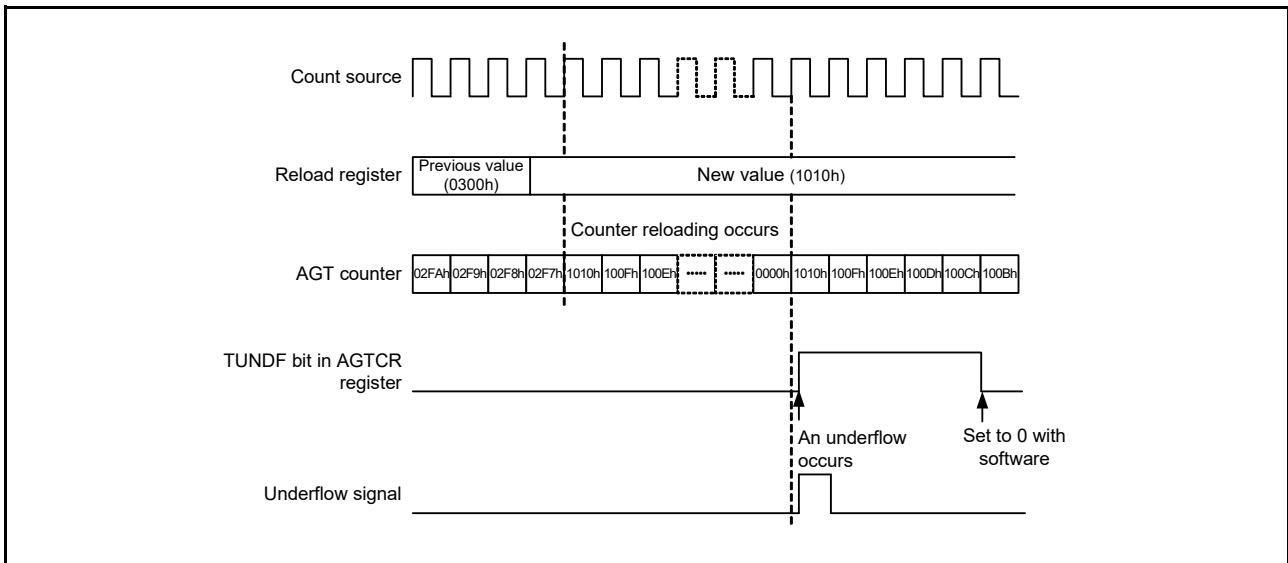 Count source
Reload register
Previous value
(0300h)
New value (1010h)
Counter reloading occurs
AGT counter
02FAh 02F9h 02F8h 02F7h 1010h 100Fh 100Eh ····· ····· 0000h 1010h 100Fh 100Eh 100Dh 100Ch 100Bh
TUNDF bit in AGTCR
register
An underflow
occurs
Set to 0 with
software
Underflow signal